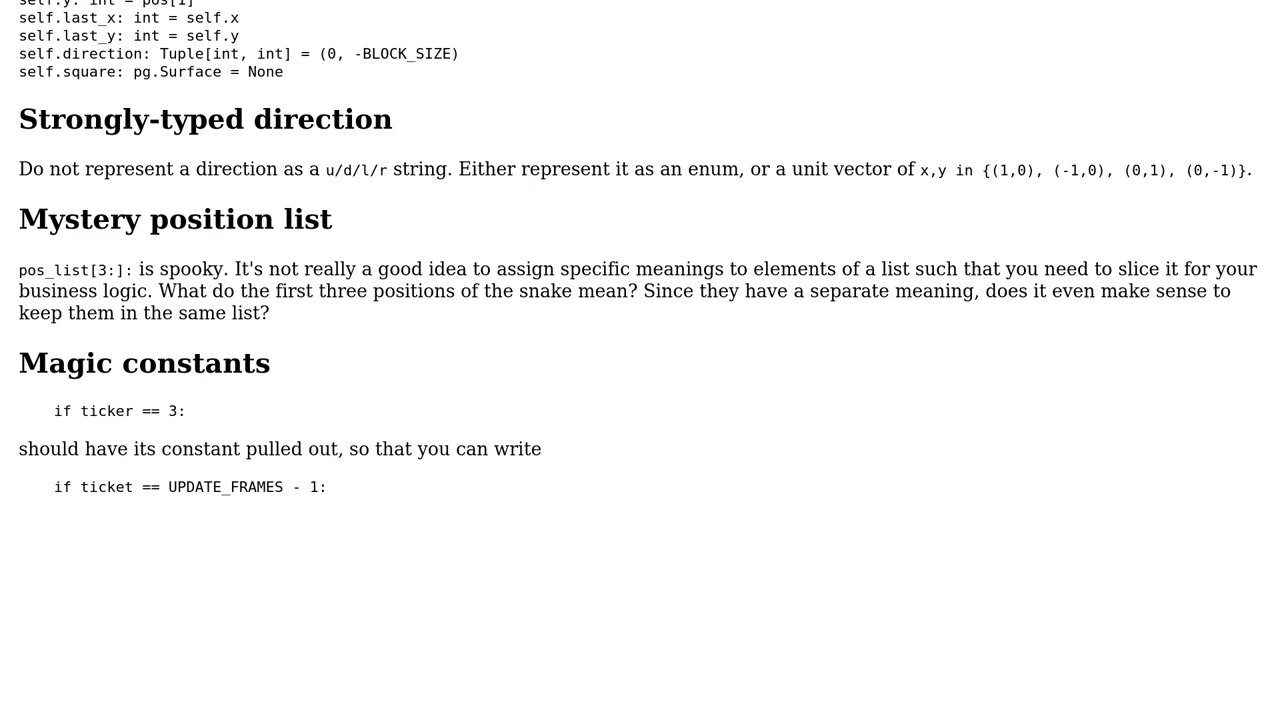 self.y: int = pos[1]
self.last_x: int = self.x
self.last_y: int = self.y
self.direction: Tuple[int, int] = (0, -BLOCK_SIZE)
self.square: pg.Surface = None
Strongly-typed direction
Do not represent a direction as a u/d/l/r string. Either represent it as an enum, or a unit vector of x,y in {(1,0), (-1,0), (0,1), (0,-1)}.
Mystery position list
pos_list[3:]: is spooky. It's not really a good idea to assign specific meanings to elements of a list such that you need to slice it for your
business logic. What do the first three positions of the snake mean? Since they have a separate meaning, does it even make sense to
keep them in the same list?
Magic constants
if ticker == 3:
should have its constant pulled out, so that you can write
if ticket == UPDATE_FRAMES - 1: